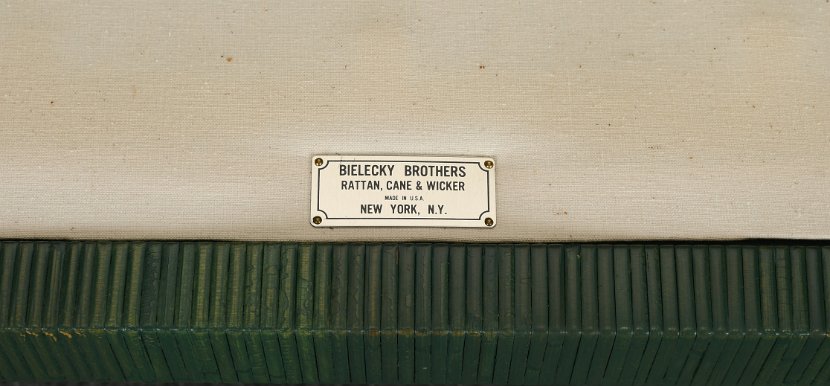 BIELECKY BROTHERS
RATTAN, CANE & WICKER
MADE IN U.S.A.
NEW YORK, N.Y.